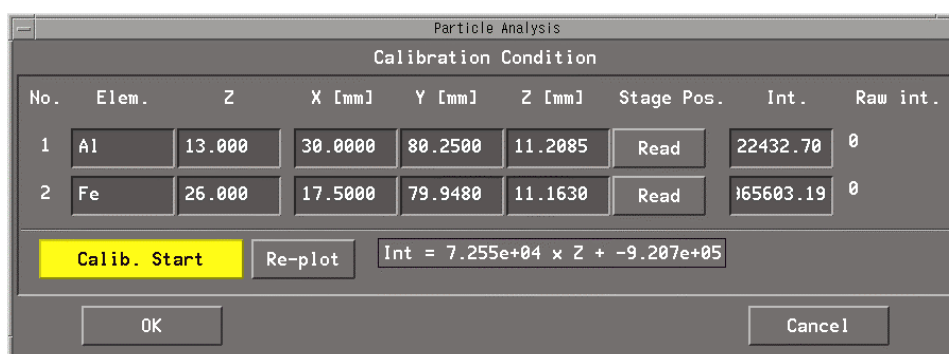 Particle Analysis
Calibration Condition
No. Elem. Z X [mm] Y [mm] Z [mm] Stage Pos. Int. Raw int.
1 Al 13.000 30.0000 80.2500 11.2085 Read 22432.70 0
2 Fe 26.000 17.5000 79.9480 11.1630 Read 65603.19 0
Calib. Start Re-plot Int = 7.255e+04 x Z + -9.207e+05
OK Cancel